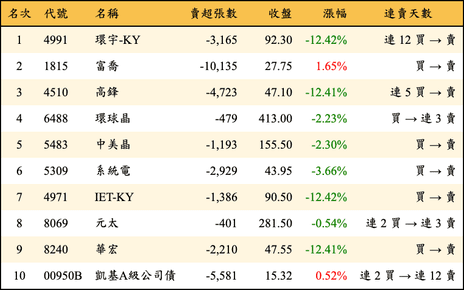 名次 代號 名稱 賣超張數 收盤 漲幅 連賣天數
1 4991 環宇-KY -3,165 92.30 -12.42% 連 12 買 → 賣
2 1815 富喬 -10,135 27.75 1.65% 買 → 賣
3 4510 高鋒 -4,723 47.10 -12.41% 連 5 買 → 賣
4 6488 環球晶 -479 413.00 -2.23% 買 → 連 3 賣
5 5483 中美晶 -1,193 155.50 -2.30% 買 → 賣
6 5309 系統電 -2,929 43.95 -3.66% 買 → 賣
7 4971 IET-KY -1,386 90.50 -12.42% 買 → 賣
8 8069 元太 -401 281.50 -0.54% 連 2 買 → 連 3 賣
9 8240 華宏 -2,210 47.55 -12.41% 買 → 賣
10 00950B 凱基A級公司債 -5,581 15.32 0.52% 連 2 買 → 連 12 賣